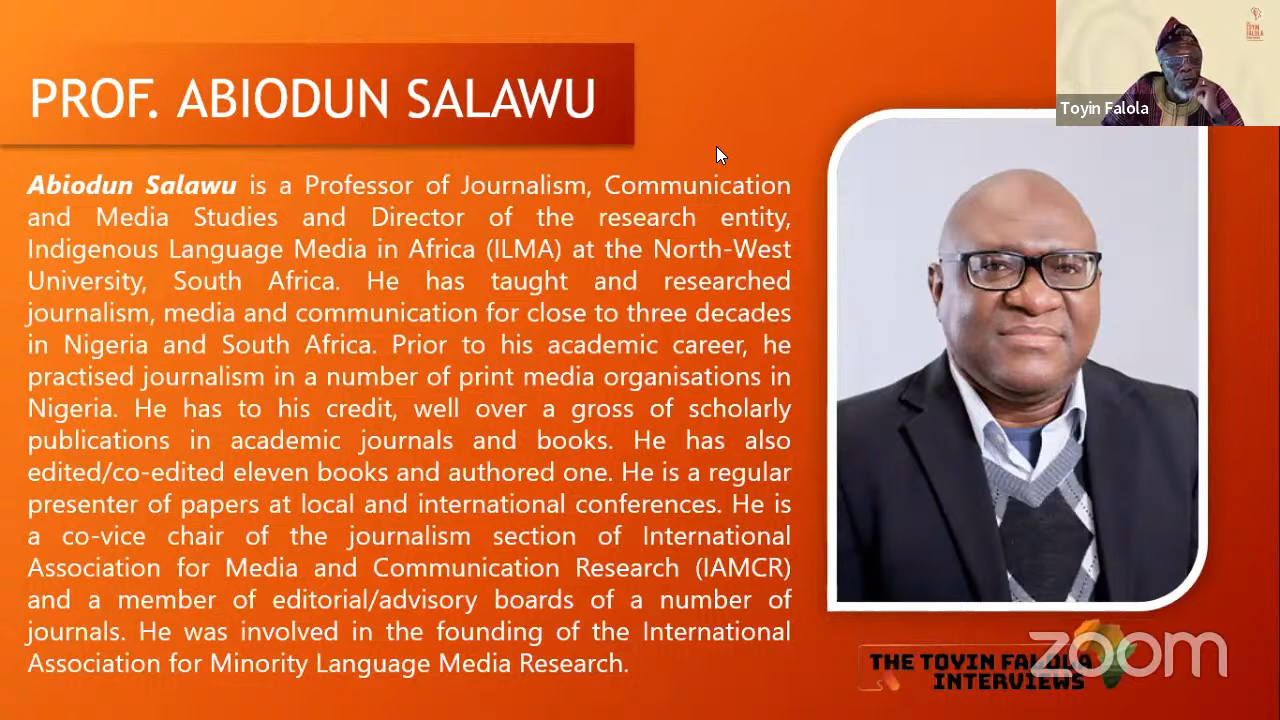 PROF. ABIODUN SALAWU
Toyin Falola
Abiodun Salawu is a Professor of Journalism, Communication
and Media Studies and Director of the research entity,
Indigenous Language Media in Africa (ILMA) at the North-West
University, South Africa. He has taught and researched
journalism, media and communication for close to three decades
in Nigeria and South Africa. Prior to his academic career, he
practised journalism in a number of print media organisations in
Nigeria. He has to his credit, well over a gross of scholarly
publications in academic journals and books. He has also
edited/co-edited eleven books and authored one. He is a regular
presenter of papers at local and international conferences. He is
a co-vice chair of the journalism section of International
Association for Media and Communication Research (IAMCR)
and a member of editorial/advisory boards of a number of
journals. He was involved in the founding of the International
Association for Minority Language Media Research.
THE TOYIN FALOLA
INTERVIEWS
zoom